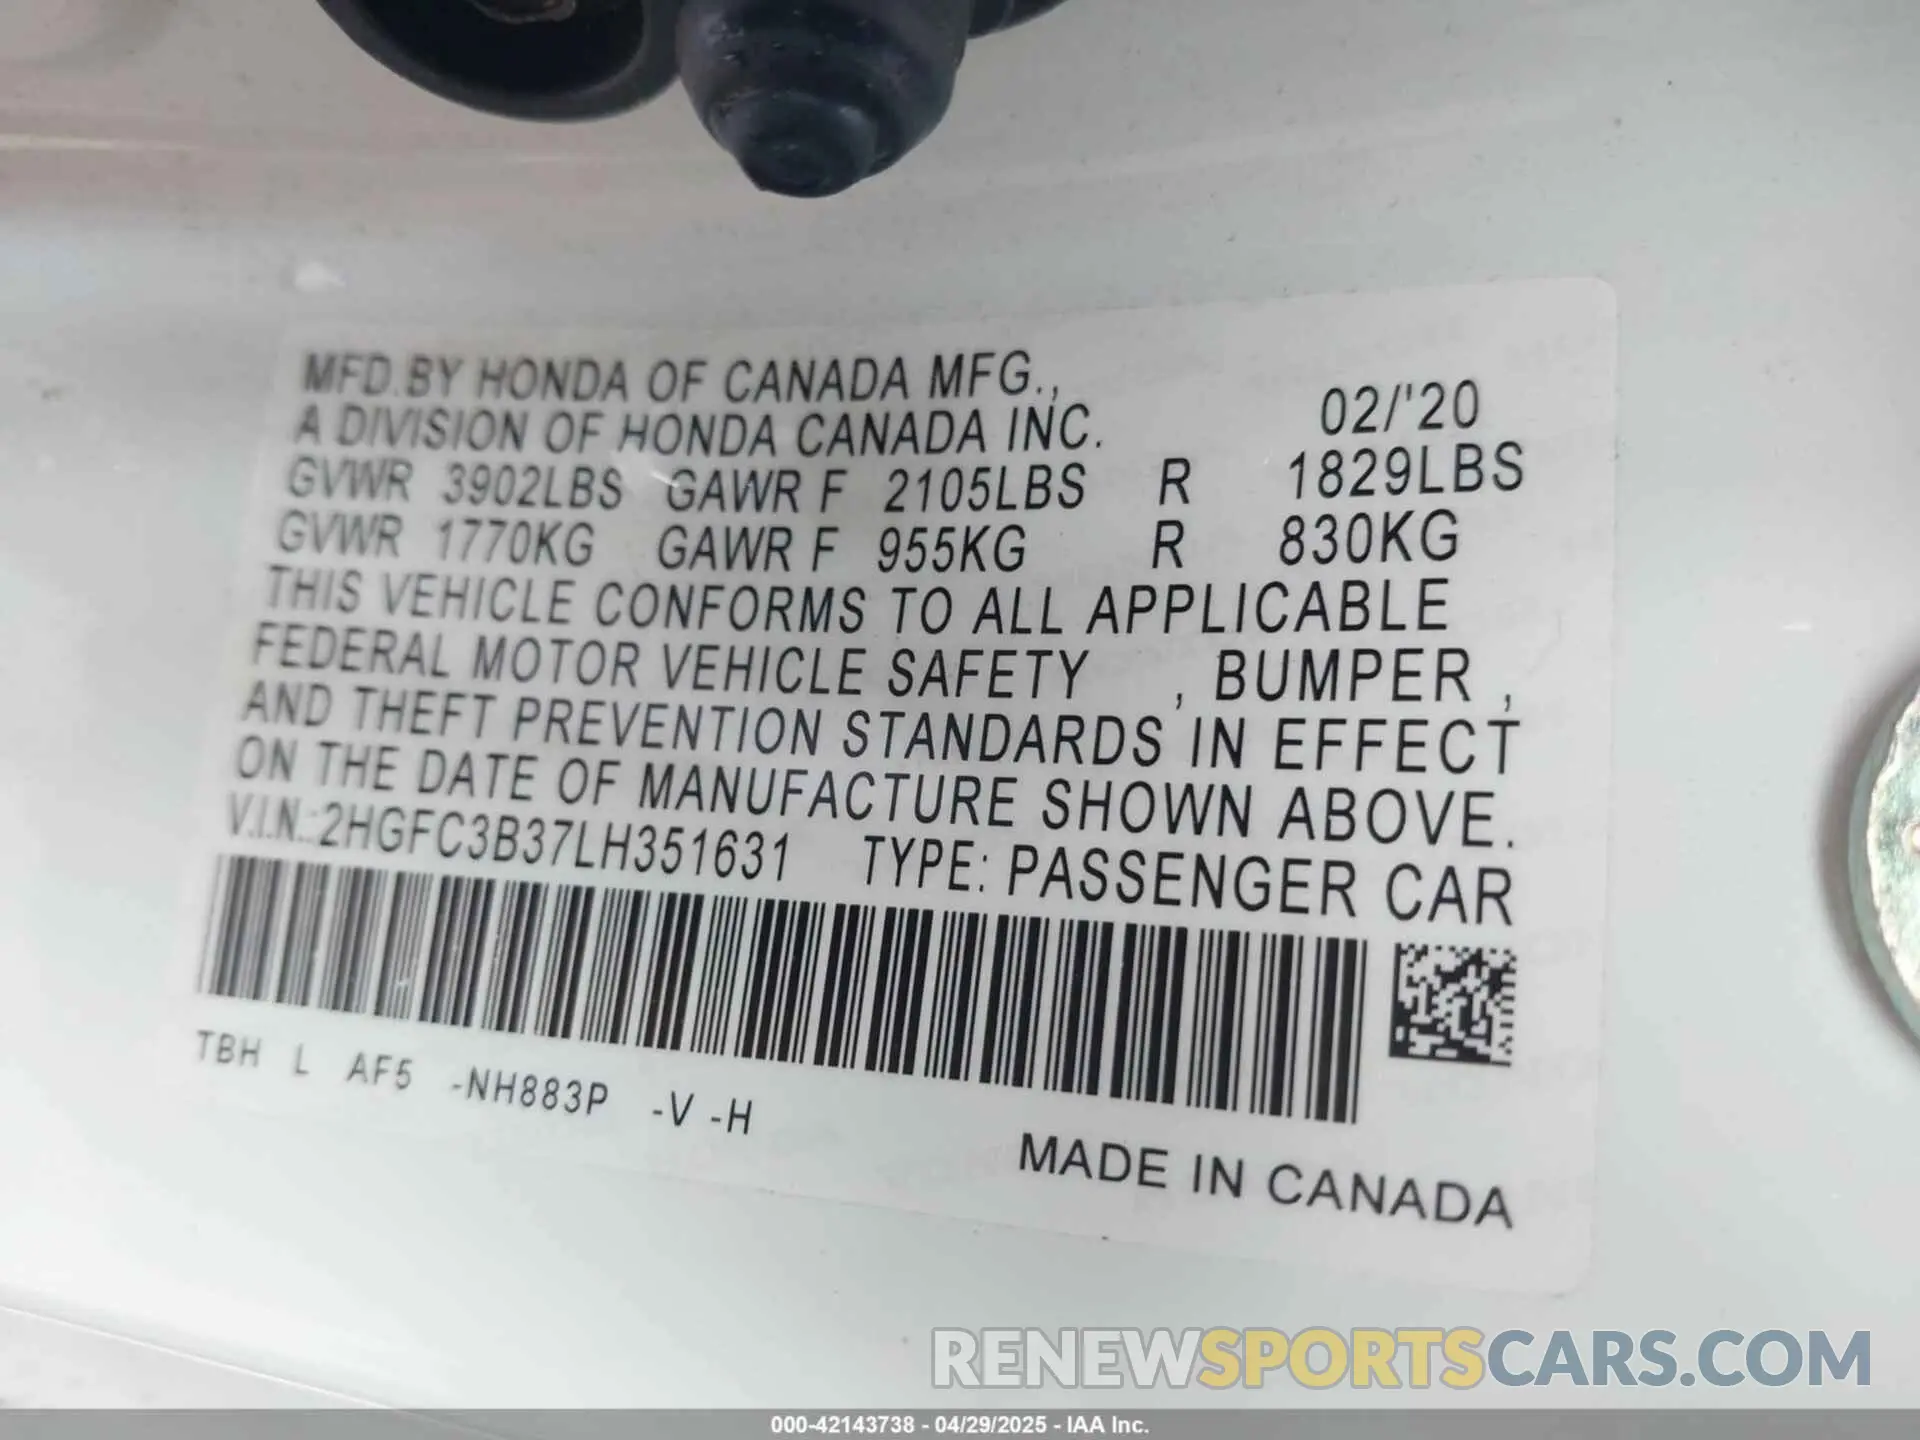 MFD.BY HONDA OF CANADA MFG.,
A DIVISION OF HONDA CANADA INC. 02/'20
GVWR 3902LBS GAWR F 2105LBS R 1829LBS
GVWR 1770KG GAWR F 955KG R 830KG
THIS VEHICLE CONFORMS TO ALL APPLICABLE
FEDERAL MOTOR VEHICLE SAFETY , BUMPER ,
AND THEFT PREVENTION STANDARDS IN EFFECT
ON THE DATE OF MANUFACTURE SHOWN ABOVE.
V.I.N.:2HGFC3B37LH351631 TYPE: PASSENGER CAR
TBH L AF5 -NH883P -V -H
MADE IN CANADA
RENEWSPORTSCARS.COM
000-42143738 - 04/29/2025 - IAA Inc.